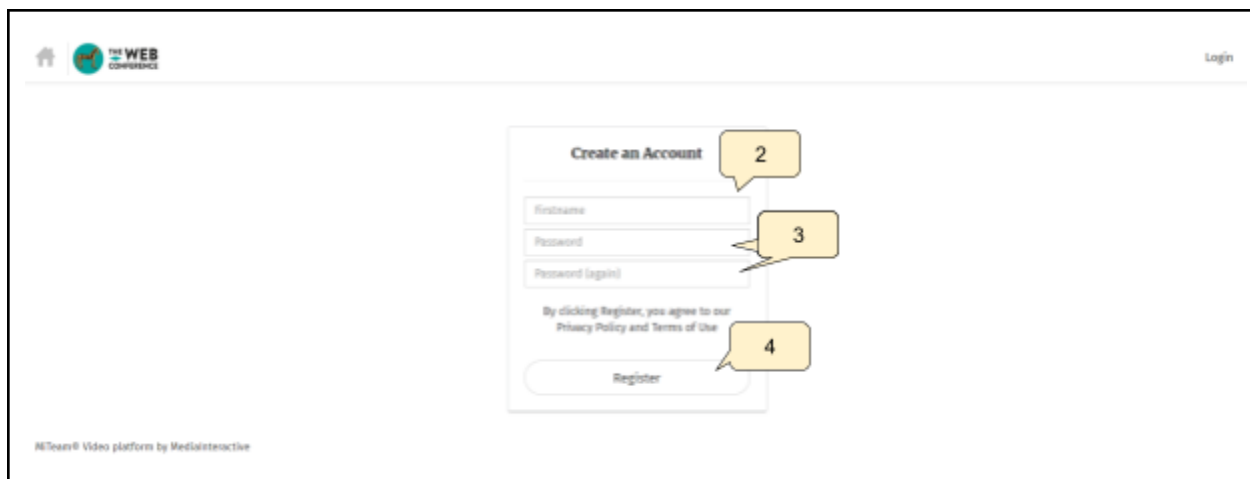 THE WEB
CONFERENCE
Login
Create an Account
2
Firstname
Password
3
Password (again)
By clicking Register, you agree to our
Privacy Policy and Terms of Use
4
Register
MiTeam® Video platform by MediaInteractive